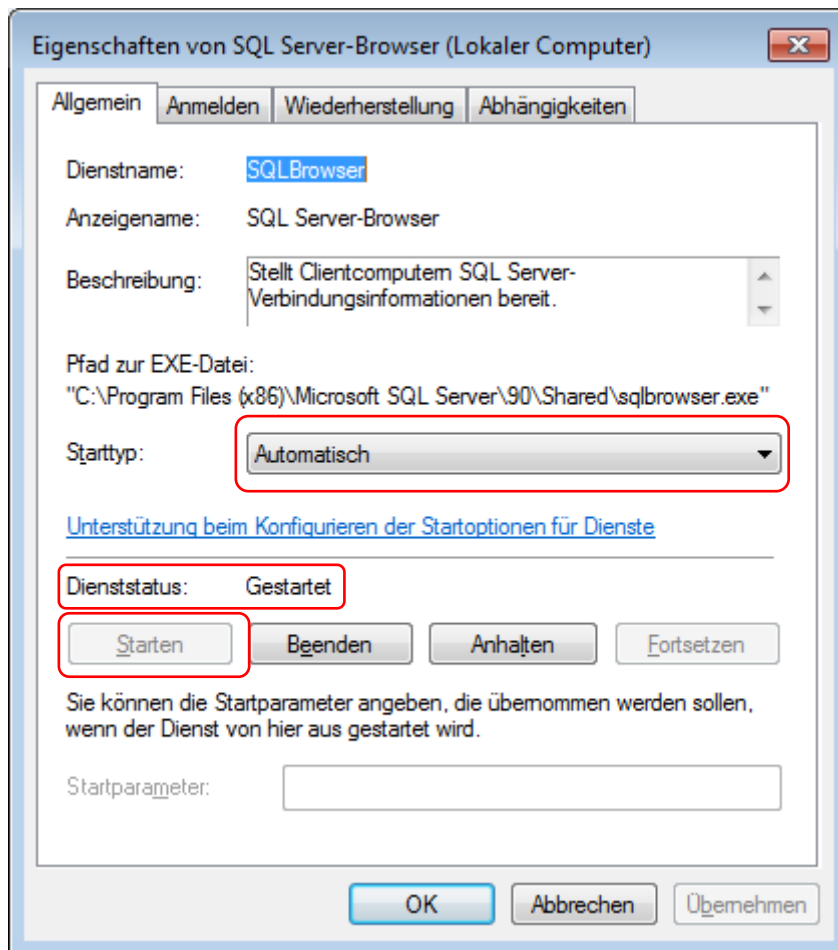 Eigenschaften von SQL Server-Browser (Lokaler Computer)
Allgemein Anmelden Wiederherstellung Abhängigkeiten
Dienstname: SQLBrowser
Anzeigename: SQL Server-Browser
Beschreibung: Stellt Clientcomputern SQL Server-
Verbindungsinformationen bereit.
Pfad zur EXE-Datei:
"C:\Program Files (x86)\Microsoft SQL Server\90\Shared\sqlbrowser.exe"
Starttyp: Automatisch
Unterstützung beim Konfigurieren der Startoptionen für Dienste
Dienststatus: Gestartet
Starten Beenden Anhalten Fortsetzen
Sie können die Startparameter angeben, die übernommen werden sollen,
wenn der Dienst von hier aus gestartet wird.
Startparameter:
OK Abbrechen Übernehmen